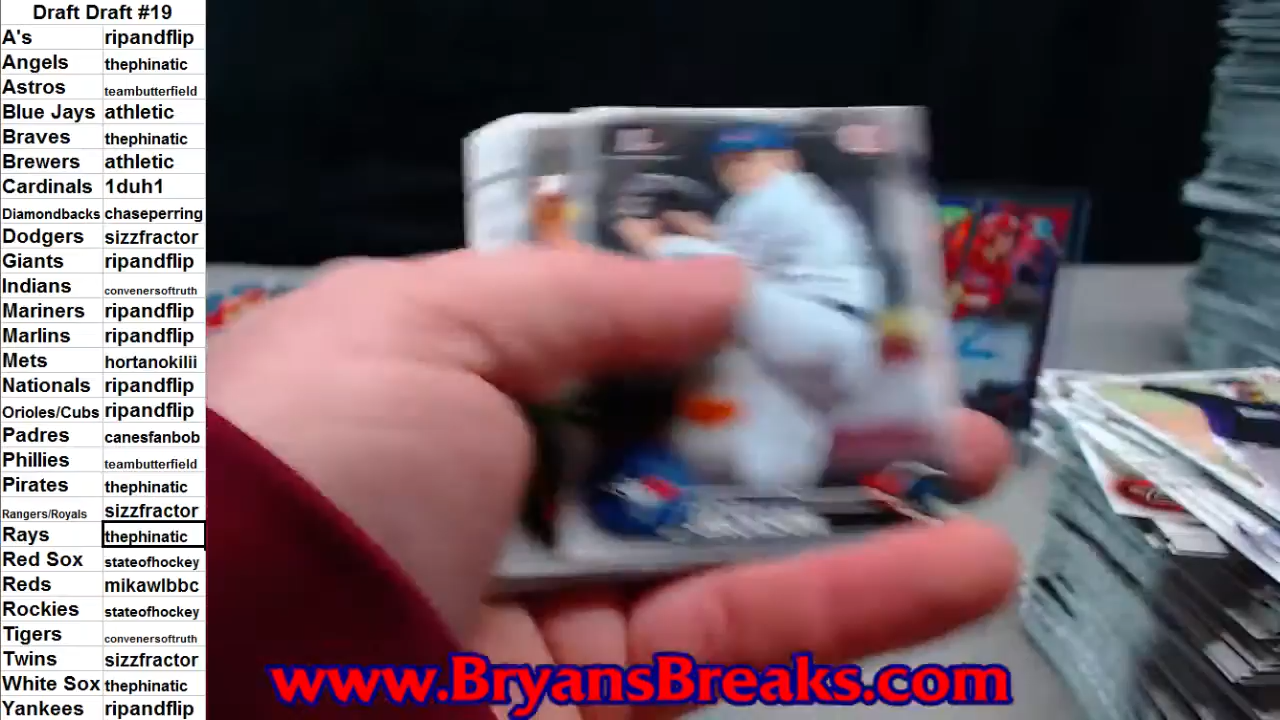 Draft Draft #19
A's ripandflip
Angels thephinatic
Astros teambutterfield
Blue Jays athletic
Braves thephinatic
Brewers athletic
Cardinals 1duh1
Diamondbacks chaseperring
Dodgers sizzfractor
Giants ripandflip
Indians convenersoftruth
Mariners ripandflip
Marlins ripandflip
Mets hortanokilii
Nationals ripandflip
Orioles/Cubs ripandflip
Padres canesfanbob
Phillies teambutterfield
Pirates thephinatic
Rangers/Royals sizzfractor
Rays thephinatic
Red Sox stateofhockey
Reds mikawlbbc
Rockies stateofhockey
Tigers convenersoftruth
Twins sizzfractor
White Sox thephinatic
Yankees ripandflip
www.BryansBreaks.com